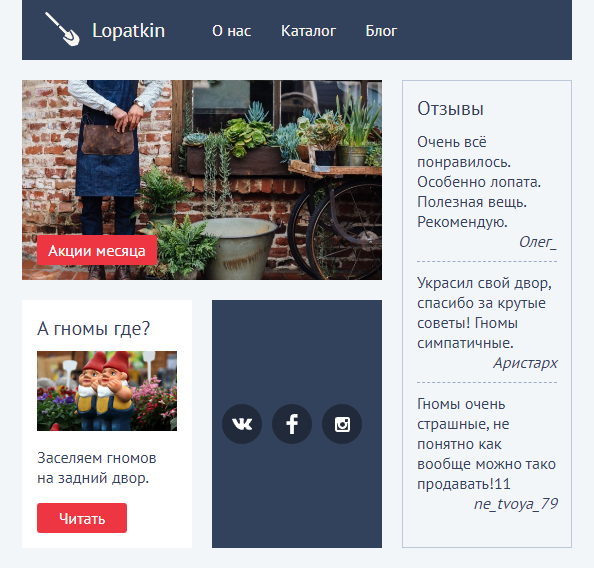 Lopatkin
О нас
Каталог
Блог
Акции месяца
А гномы где?
Заселяем гномов
на задний двор.
Читать
Отзывы
Очень всё
понравилось.
Особенно лопата.
Полезная вещь.
Рекомендую.
Олег_
Украсил свой двор,
спасибо за крутые
советы! Гномы
симпатичные.
Аристарх
Гномы очень
страшные, не
понятно как
вообще можно тако
продавать!11
ne_tvoya_79